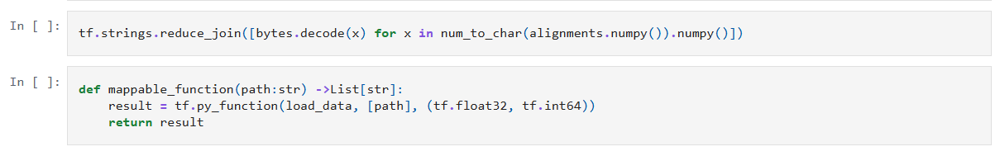 In [ ]:
tf.strings.reduce_join([bytes.decode(x) for x in num_to_char(alignments.numpy()).numpy()])
In [ ]:
def mappable_function(path:str) ->List[str]:
    result = tf.py_function(load_data, [path], (tf.float32, tf.int64))
    return result